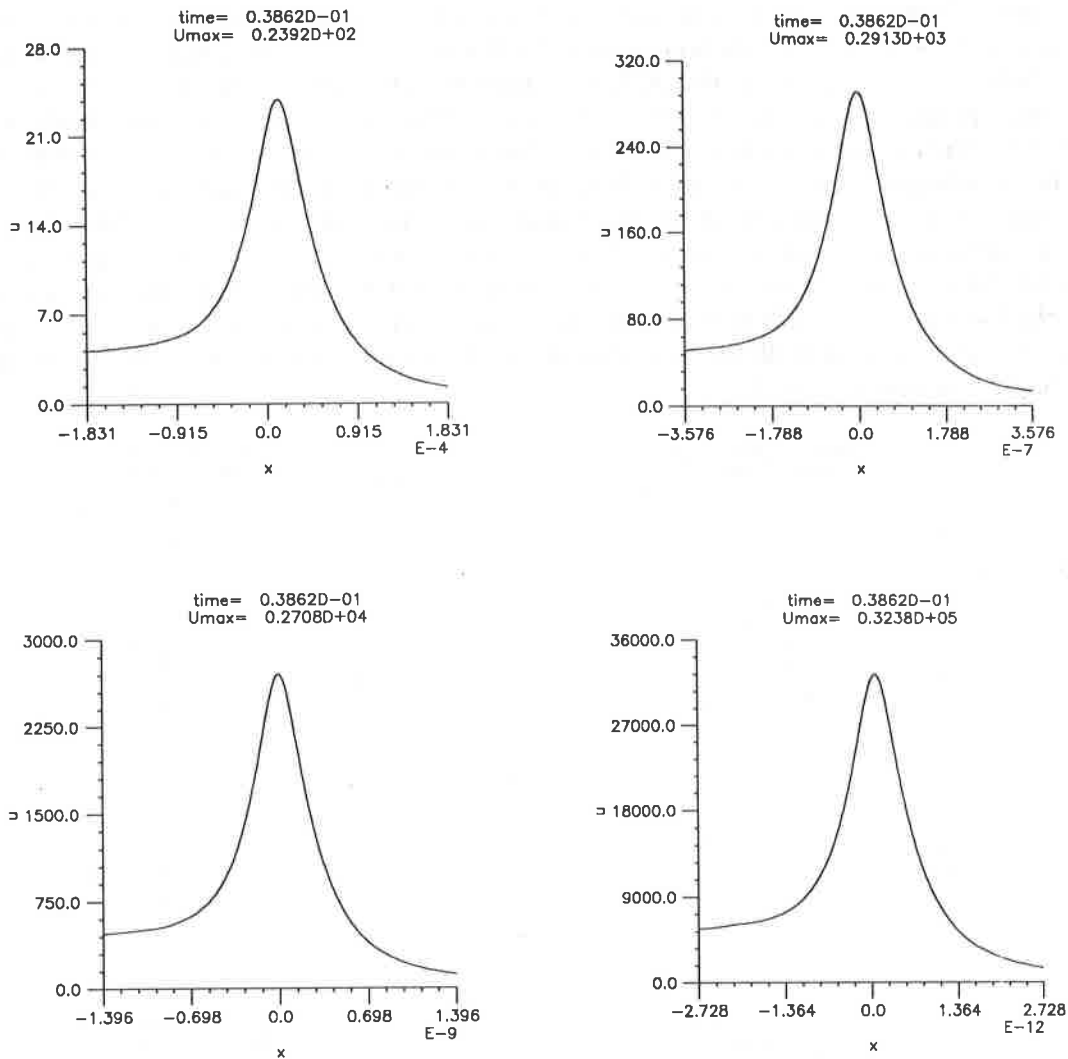 time= 0.3862D-01
Umax= 0.2392D+02
28.0
21.0
14.0
7.0
0.0
u
-1.831 -0.915 0.0 0.915 1.831
E-4
x
time= 0.3862D-01
Umax= 0.2913D+03
320.0
240.0
160.0
80.0
0.0
u
-3.576 -1.788 0.0 1.788 3.576
E-7
x
time= 0.3862D-01
Umax= 0.2708D+04
3000.0
2250.0
1500.0
750.0
0.0
u
-1.396 -0.698 0.0 0.698 1.396
E-9
x
time= 0.3862D-01
Umax= 0.3238D+05
36000.0
27000.0
18000.0
9000.0
0.0
u
-2.728 -1.364 0.0 1.364 2.728
E-12
x